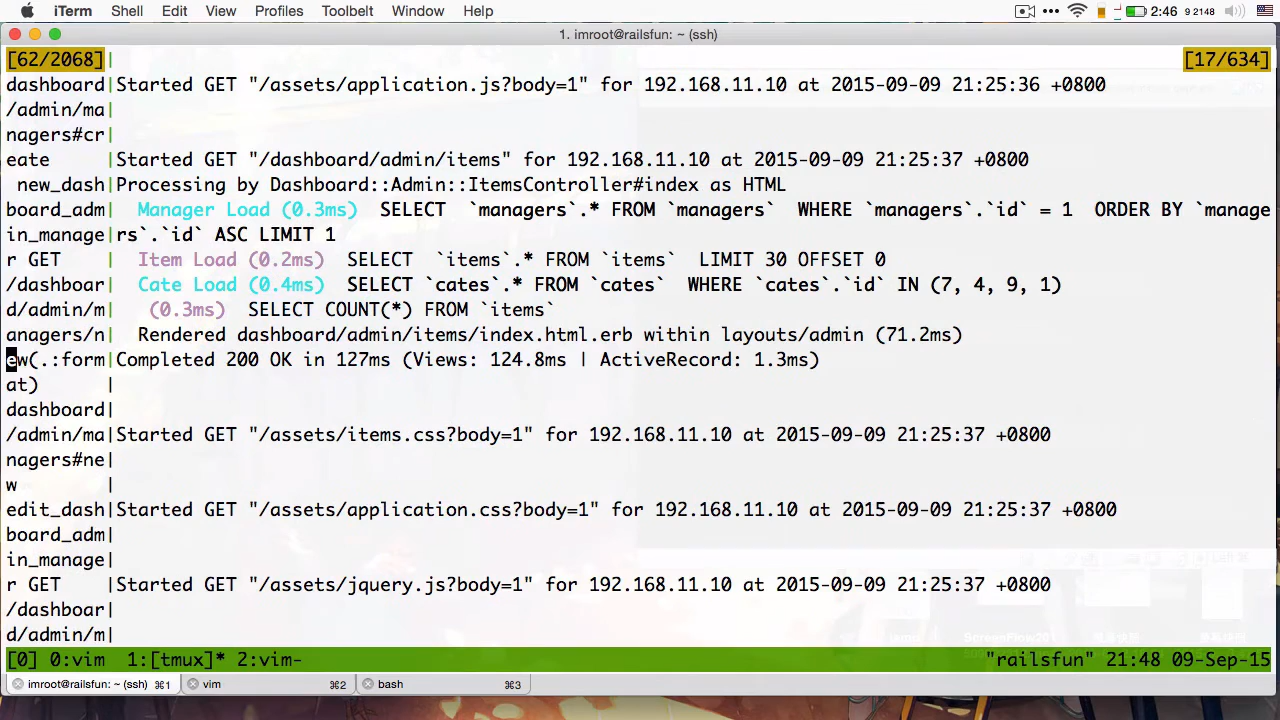 iTerm Shell Edit View Profiles Toolbelt Window Help 2:46 9 2148
1. imroot@railsfun: ~ (ssh)
[62/2068]| [17/634]
dashboard|Started GET "/assets/application.js?body=1" for 192.168.11.10 at 2015-09-09 21:25:36 +0800
/admin/ma|
nagers#cr|
eate |Started GET "/dashboard/admin/items" for 192.168.11.10 at 2015-09-09 21:25:37 +0800
new_dash|Processing by Dashboard::Admin::ItemsController#index as HTML
board_adm| Manager Load (0.3ms) SELECT `managers`.* FROM `managers` WHERE `managers`.`id` = 1 ORDER BY `manage
in_manage|rs`.`id` ASC LIMIT 1
r GET | Item Load (0.2ms) SELECT `items`.* FROM `items` LIMIT 30 OFFSET 0
/dashboar| Cate Load (0.4ms) SELECT `cates`.* FROM `cates` WHERE `cates`.`id` IN (7, 4, 9, 1)
d/admin/m| (0.3ms) SELECT COUNT(*) FROM `items`
anagers/n| Rendered dashboard/admin/items/index.html.erb within layouts/admin (71.2ms)
ew(.:form|Completed 200 OK in 127ms (Views: 124.8ms | ActiveRecord: 1.3ms)
at) |
dashboard|
/admin/ma|Started GET "/assets/items.css?body=1" for 192.168.11.10 at 2015-09-09 21:25:37 +0800
nagers#ne|
w |
edit_dash|Started GET "/assets/application.css?body=1" for 192.168.11.10 at 2015-09-09 21:25:37 +0800
board_adm|
in_manage|
r GET |Started GET "/assets/jquery.js?body=1" for 192.168.11.10 at 2015-09-09 21:25:37 +0800
/dashboar|
d/admin/m|
[0] 0:vim 1:[tmux]* 2:vim- "railsfun" 21:48 09-Sep-15
imroot@railsfun: ~ (ssh) ⌘1 vim ⌘2 bash ⌘3